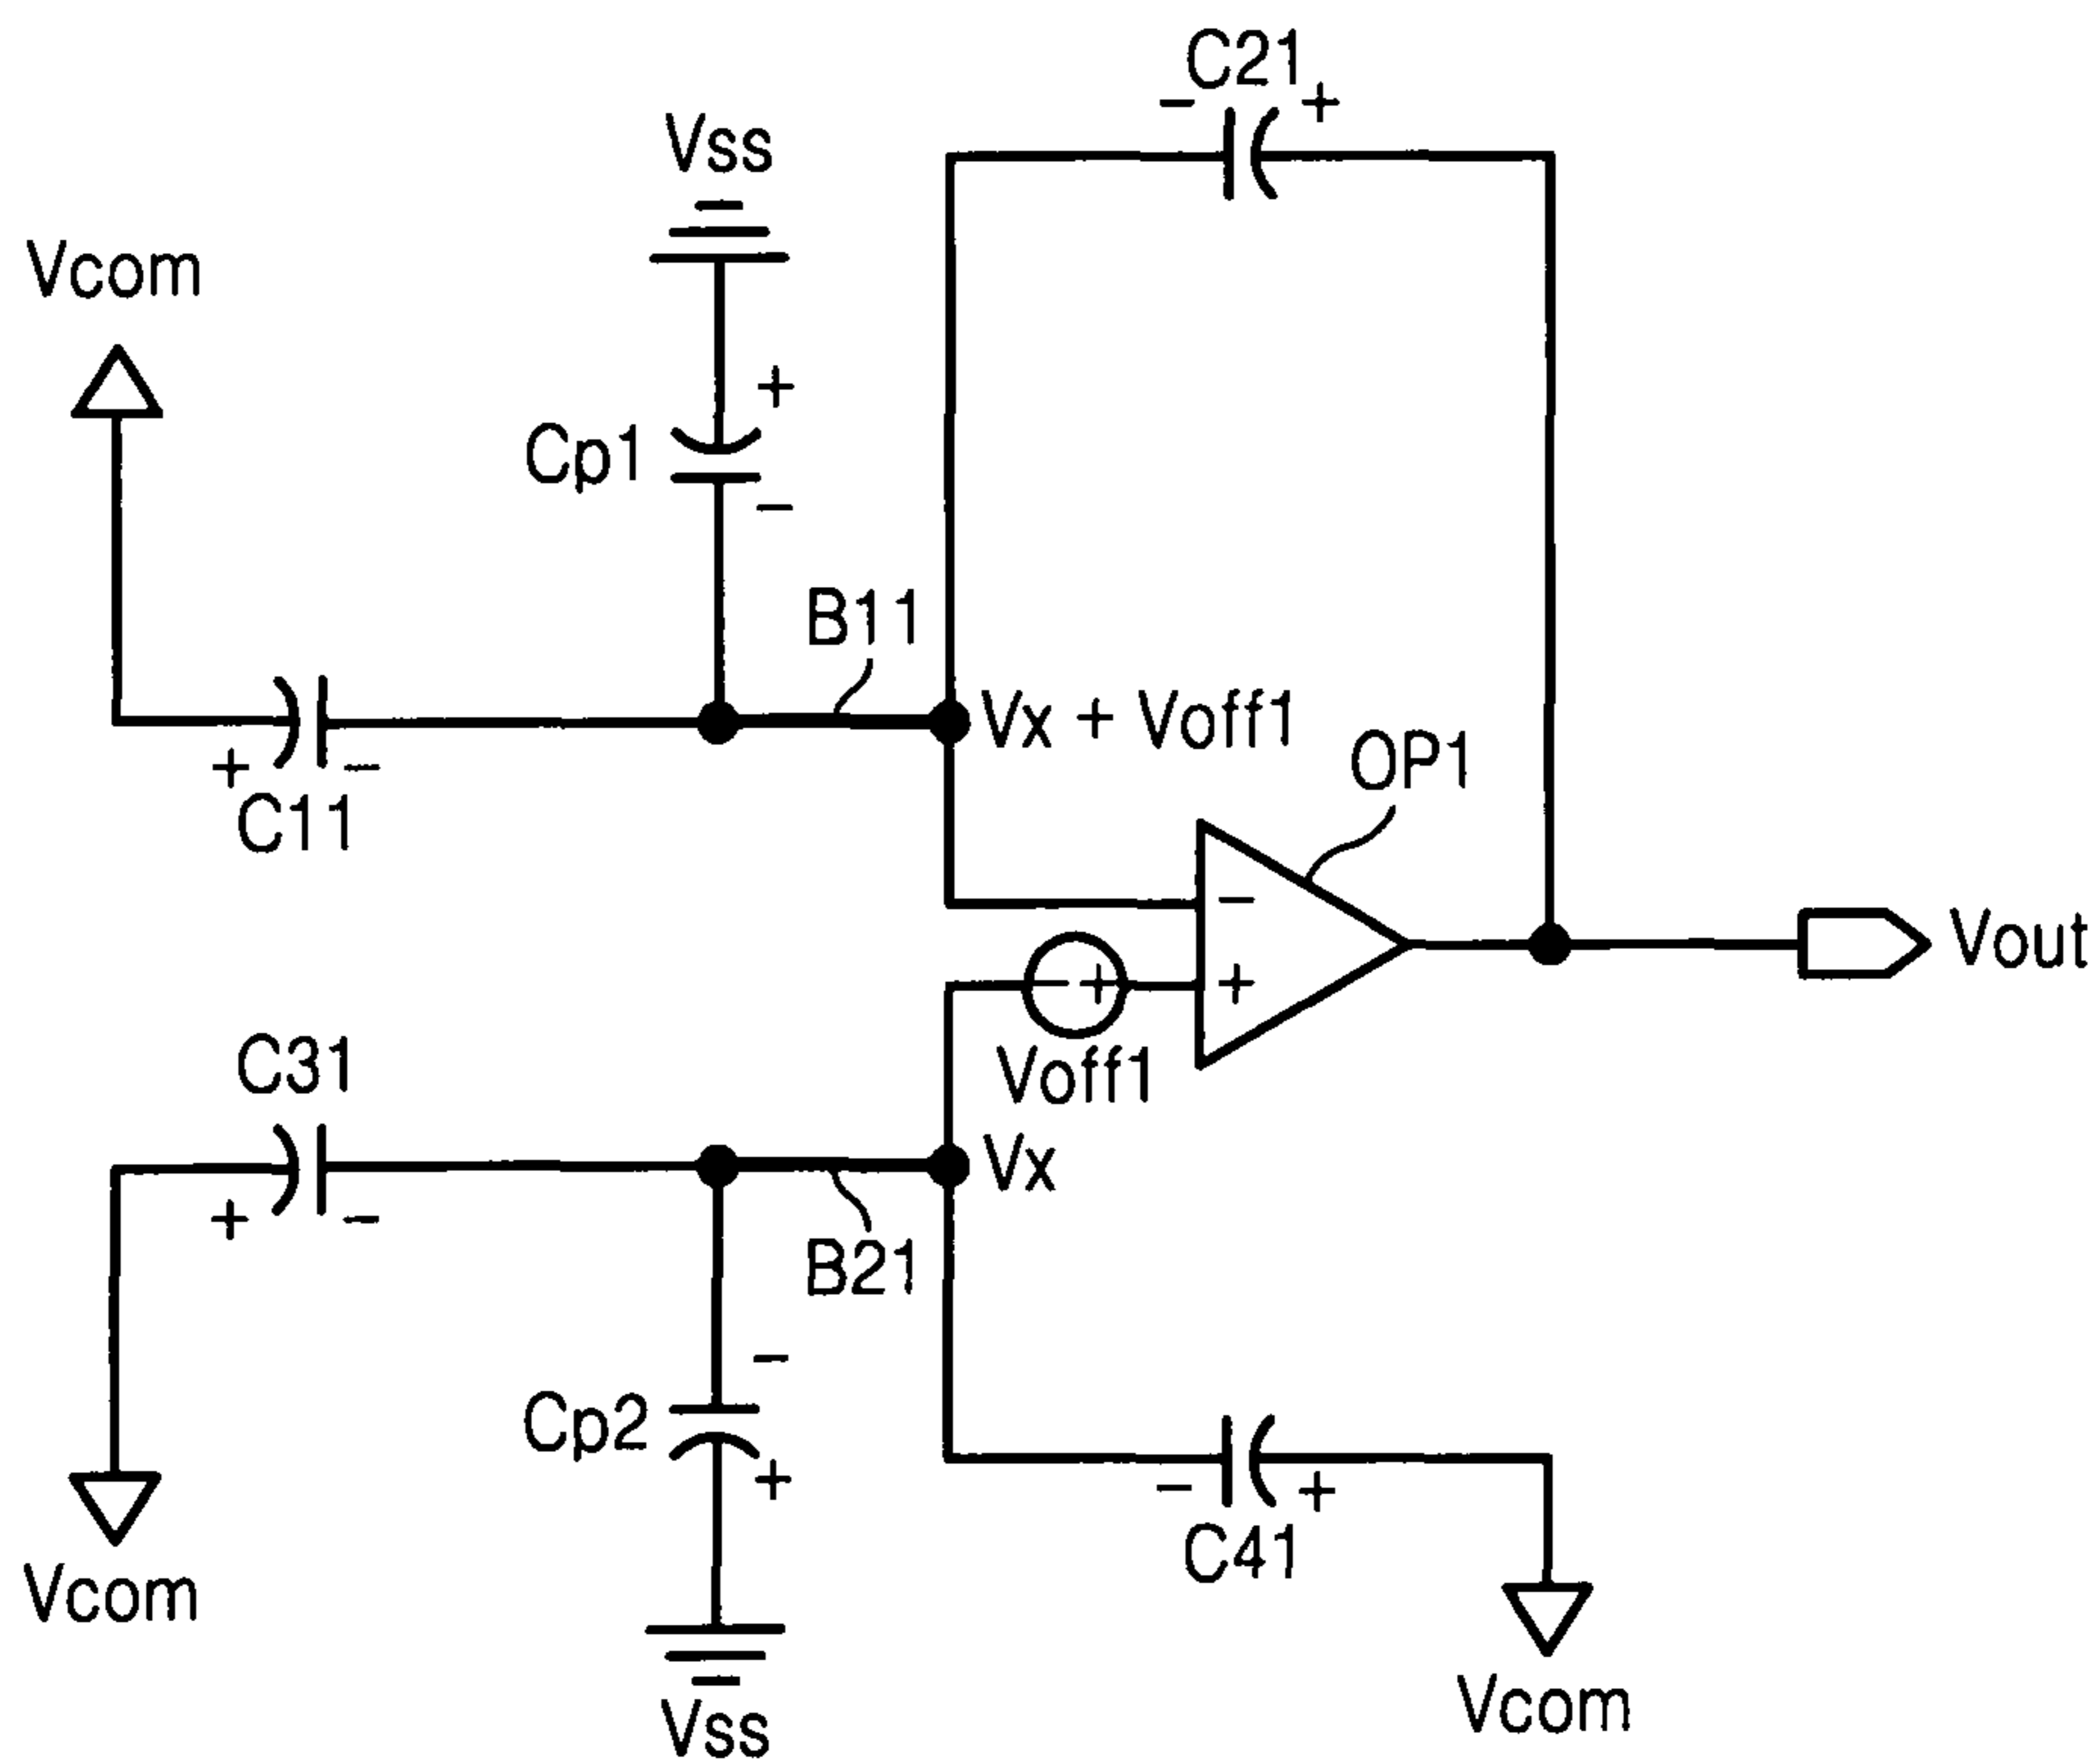 - C21 +
Vss
Vcom
+
Cp1
-
B11
Vx + Voff1
OP1
+ -
C11
-
- + +
Vout
Voff1
C31
Vx
+ -
B21
-
Cp2
+
- +
C41
Vcom
Vss
Vcom